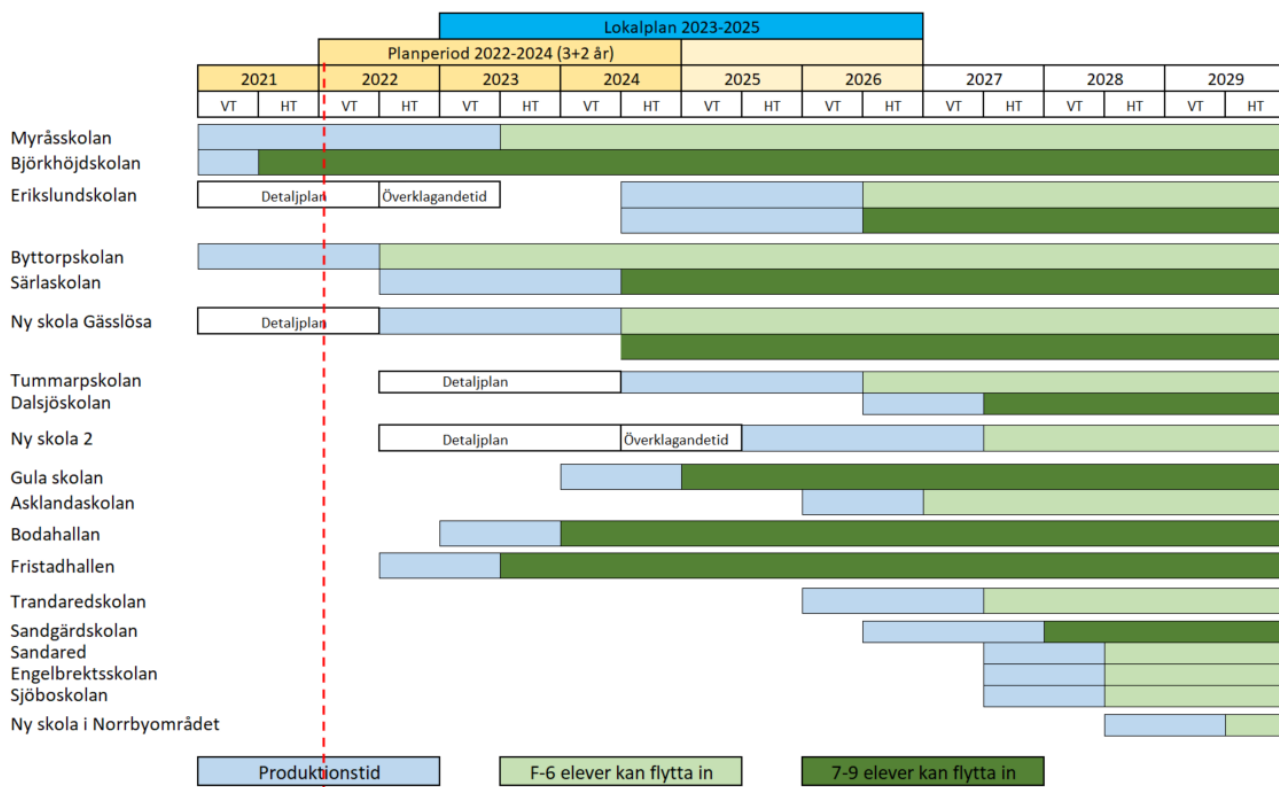 Lokalplan 2023-2025
Planperiod 2022-2024 (3+2 år)
2021 2022 2023 2024 2025 2026 2027 2028 2029
VT HT VT HT VT HT VT HT VT HT VT HT VT HT VT HT VT HT
Myråsskolan
Björkhöjdskolan
Erikslundskolan Detaljplan Överklagandetid
Byttorpskolan
Särlaskolan
Ny skola Gässlösa Detaljplan
Tummarpskolan Detaljplan
Dalsjöskolan
Ny skola 2 Detaljplan Överklagandetid
Gula skolan
Asklandaskolan
Bodahallan
Fristadhallen
Trandaredskolan
Sandgärdskolan
Sandared
Engelbrektsskolan
Sjöboskolan
Ny skola i Norrbyområdet
Produktionstid F-6 elever kan flytta in 7-9 elever kan flytta in